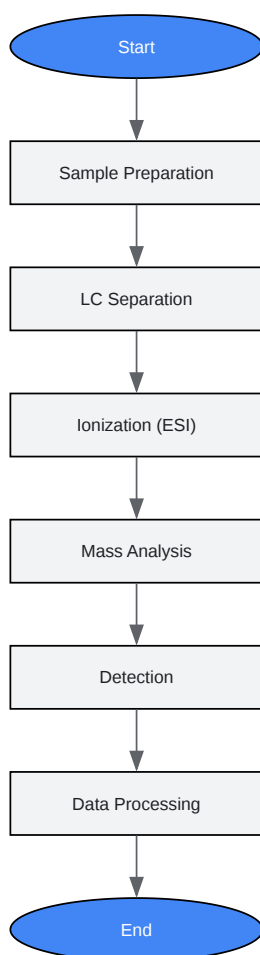 Start
Sample Preparation
LC Separation
Ionization (ESI)
Mass Analysis
Detection
Data Processing
End